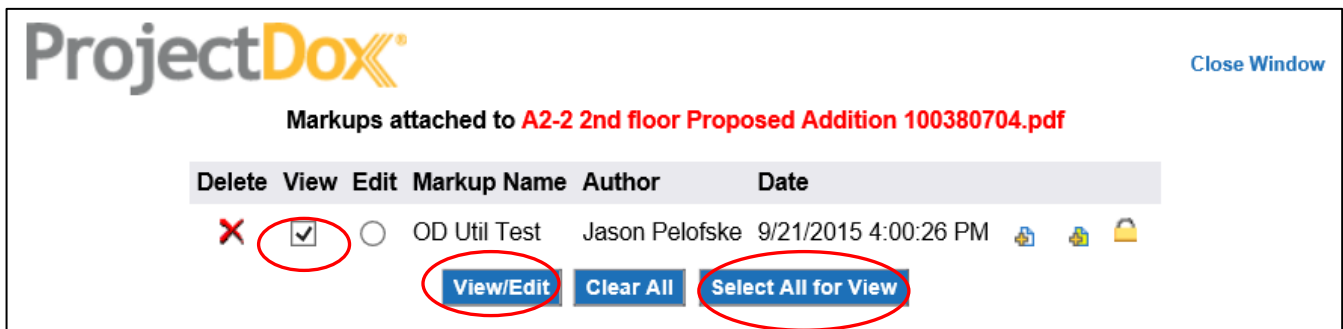 ProjectDox®
Close Window
Markups attached to A2-2 2nd floor Proposed Addition 100380704.pdf
Delete View Edit Markup Name Author Date
OD Util Test Jason Pelofske 9/21/2015 4:00:26 PM
View/Edit Clear All Select All for View